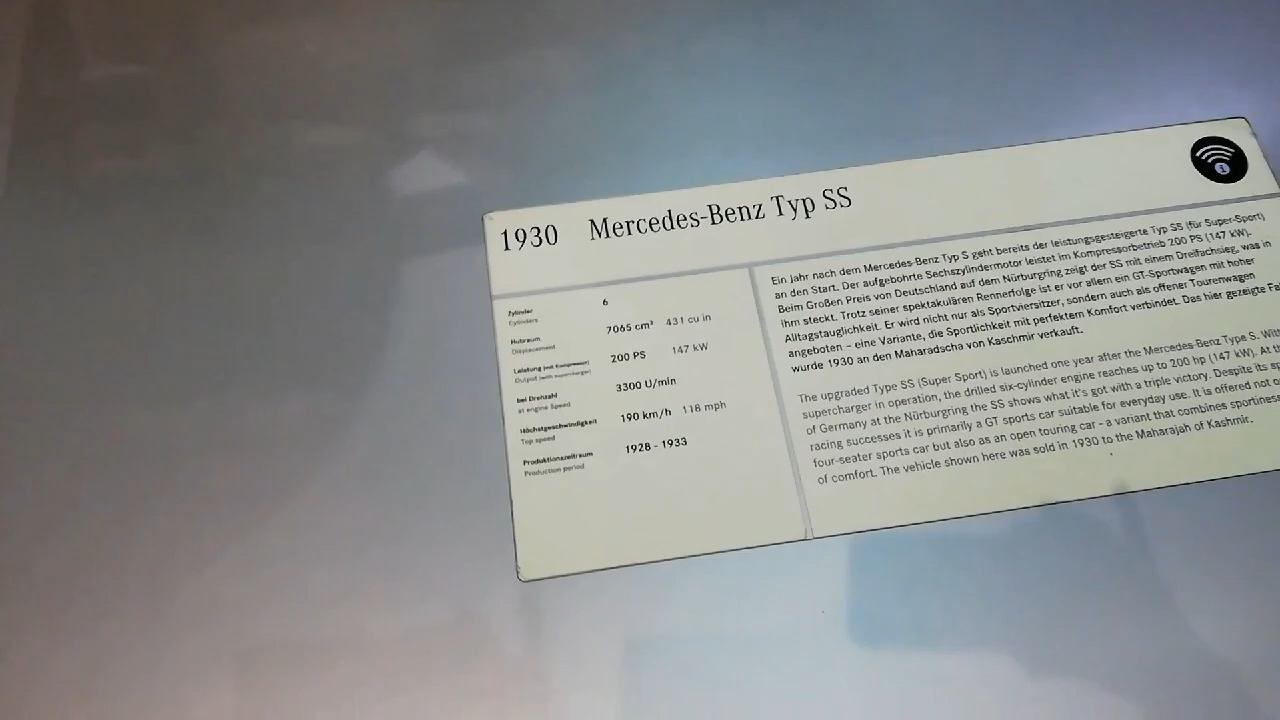 1930 Mercedes-Benz Typ SS
Zylinder 6
Cylinders
Hubraum 7065 cm³ 431 cu in
Displacement
Leistung (mit Kompressor) 200 PS 147 kW
Output (with supercharger)
bei Drehzahl 3300 U/min
at engine Speed
Höchstgeschwindigkeit 190 km/h 118 mph
Top speed
Produktionszeitraum 1928 - 1933
Production period
Ein Jahr nach dem Mercedes-Benz Typ S geht bereits der leistungsgesteigerte Typ SS (für Super-Sport)
an den Start. Der aufgebohrte Sechszylindermotor leistet im Kompressorbetrieb 200 PS (147 kW).
Beim Großen Preis von Deutschland auf dem Nürburgring zeigt der SS mit einem Dreifachsieg, was in
ihm steckt. Trotz seiner spektakulären Rennerfolge ist er vor allem ein GT-Sportwagen mit hoher
Alltagstauglichkeit. Er wird nicht nur als Sportviersitzer, sondern auch als offener Tourenwagen
angeboten – eine Variante, die Sportlichkeit mit perfektem Komfort verbindet. Das hier gezeigte
wurde 1930 an den Maharadscha von Kaschmir verkauft.
The upgraded Type SS (Super Sport) is launched one year after the Mercedes-Benz Type S.
supercharger in operation, the drilled six-cylinder engine reaches up to 200 hp (147 kW). At
of Germany at the Nürburgring the SS shows what it's got with a triple victory. Despite its
racing successes it is primarily a GT sports car suitable for everyday use. It is offered not
four-seater sports car but also as an open touring car – a variant that combines sportiness
of comfort. The vehicle shown here was sold in 1930 to the Maharajah of Kashmir.